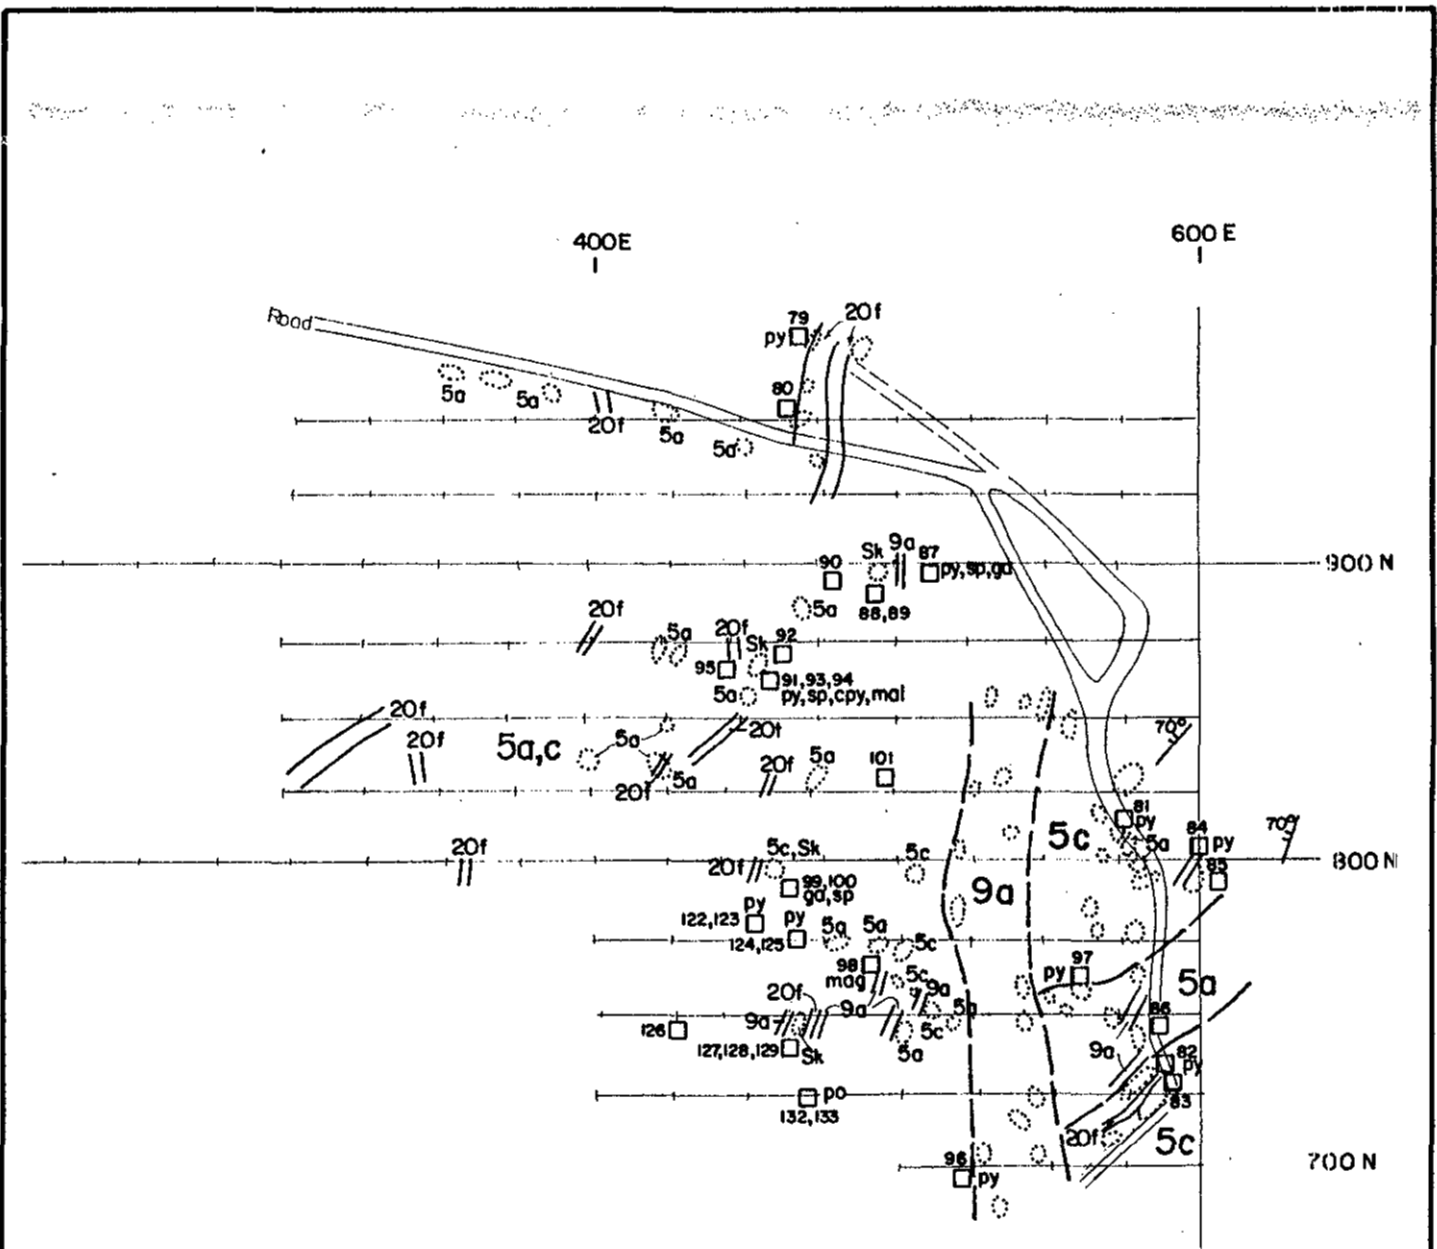 600 E
400E
Road
79
20f
py
80
5a
5a
20f
5a
5a
9a
Sk
87
900 N
90
py,sp,ga
88,89
5a
20f
5a
20f
Sk
92
95
91,93,94
5a
py,sp,cpy,mal
20f
20f
70°
20f
5a,c
5a
5a
20f
5a
101
20f
81
py
5c
5a
84
py
70°
20f
5c,Sk
5c
800 N
20f
99,100
ga,sp
85
9a
py
122,123
py
124,125
5a
5a
5c
98
mag
5c
9a
97
py
5a
20f
9a
5a
126
9a
5c
86
127,128,129
Sk
5a
9a
82
py
po
132,133
83
20f
5c
96
py
700 N